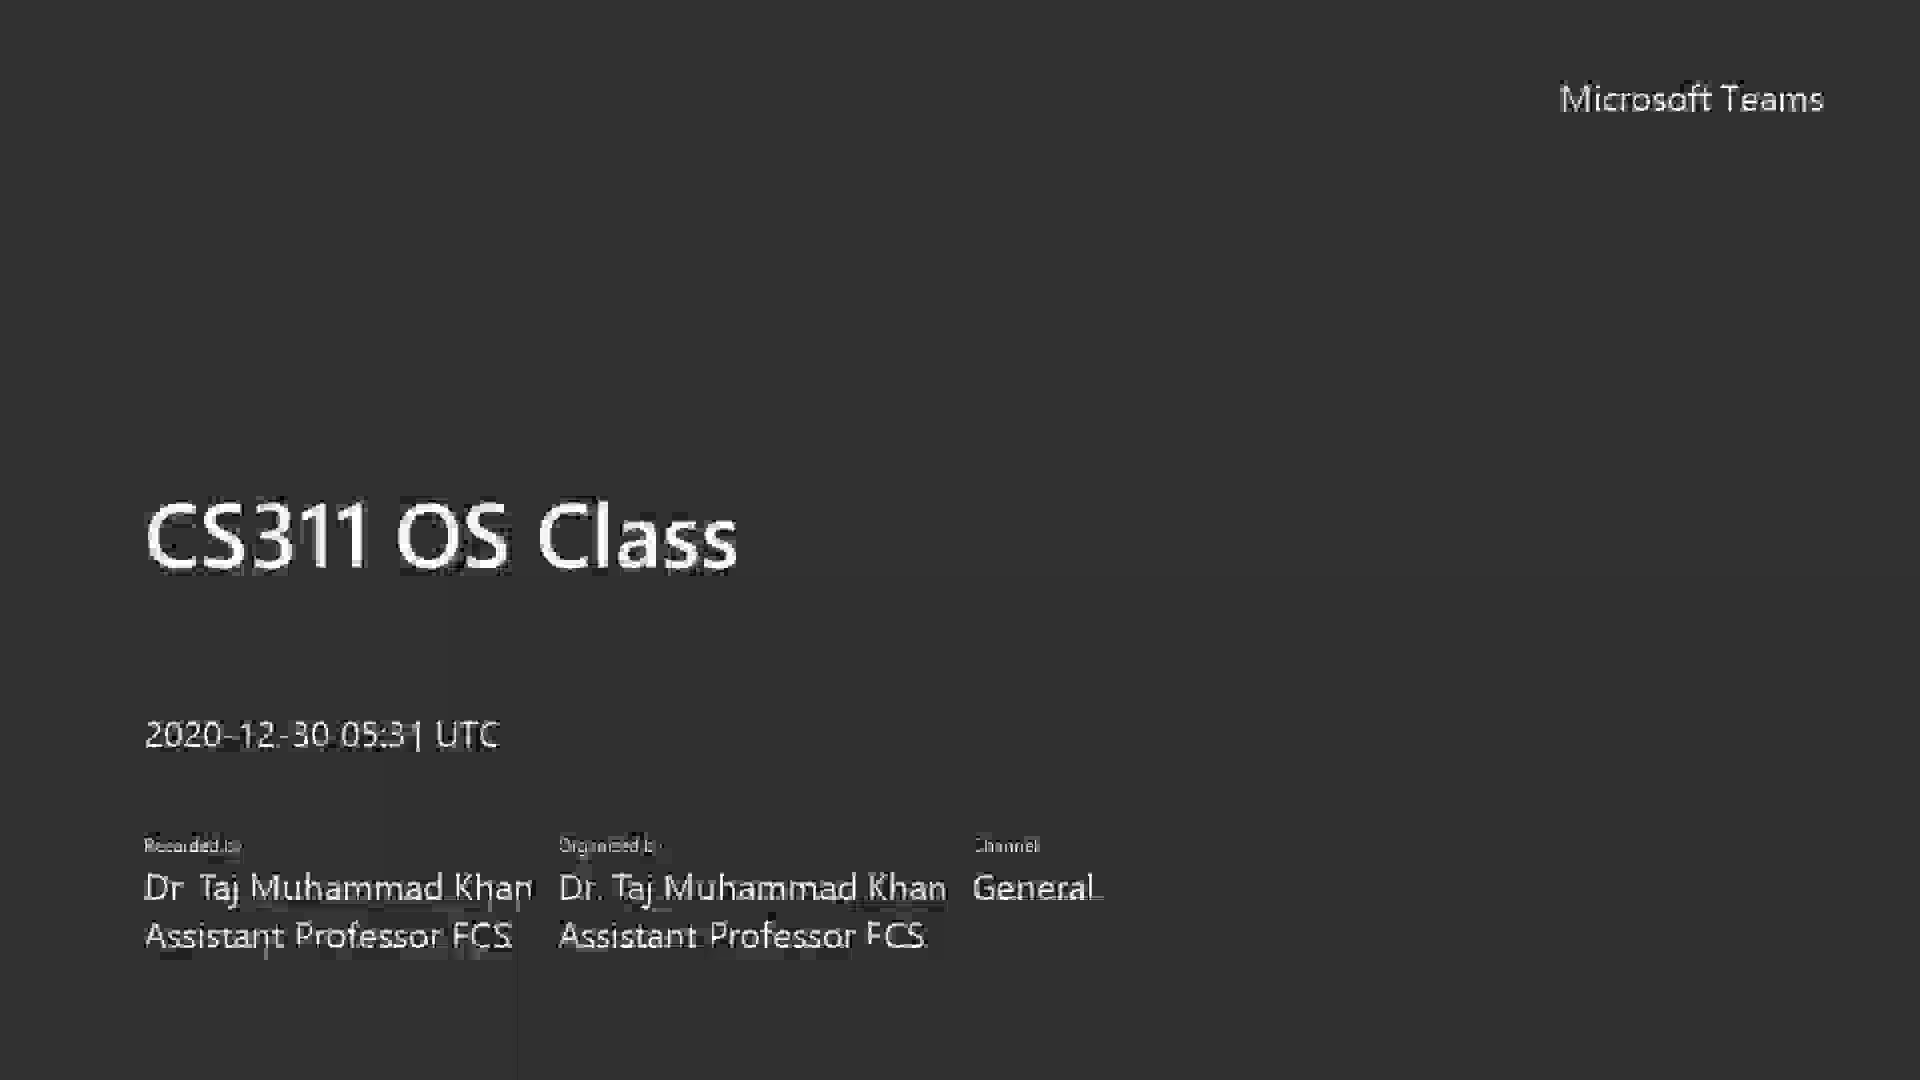 Microsoft Teams
CS311 OS Class
2020-12-30 05:31 UTC
Recorded by
Organized by
Channel
Dr. Taj Muhammad Khan
Dr. Taj Muhammad Khan
General
Assistant Professor FCS
Assistant Professor FCS